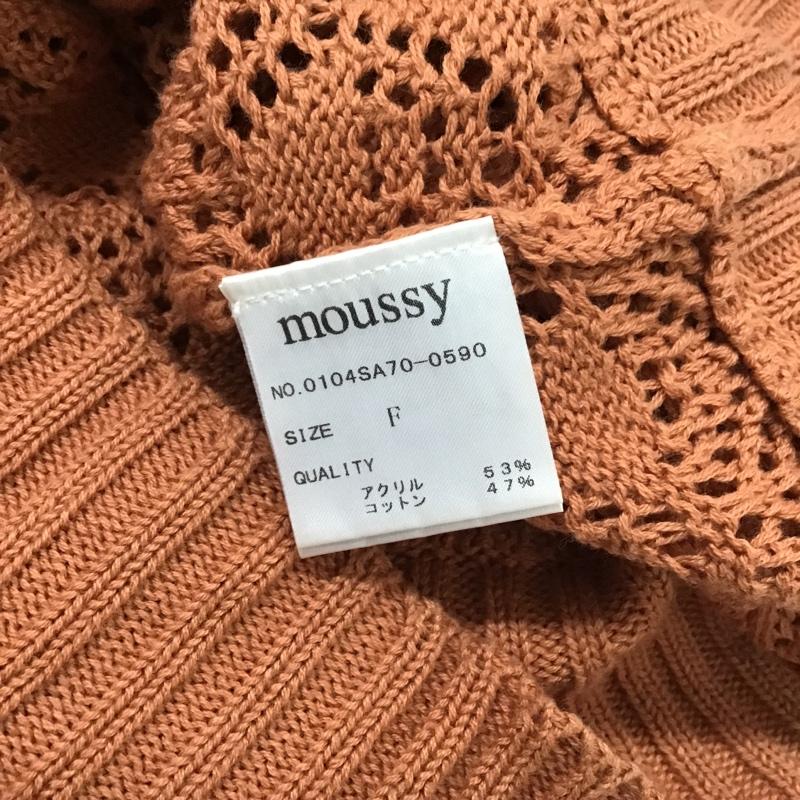 moussy
NO.0104SA70-0590
SIZE F
QUALITY
アクリル 53%
コットン 47%